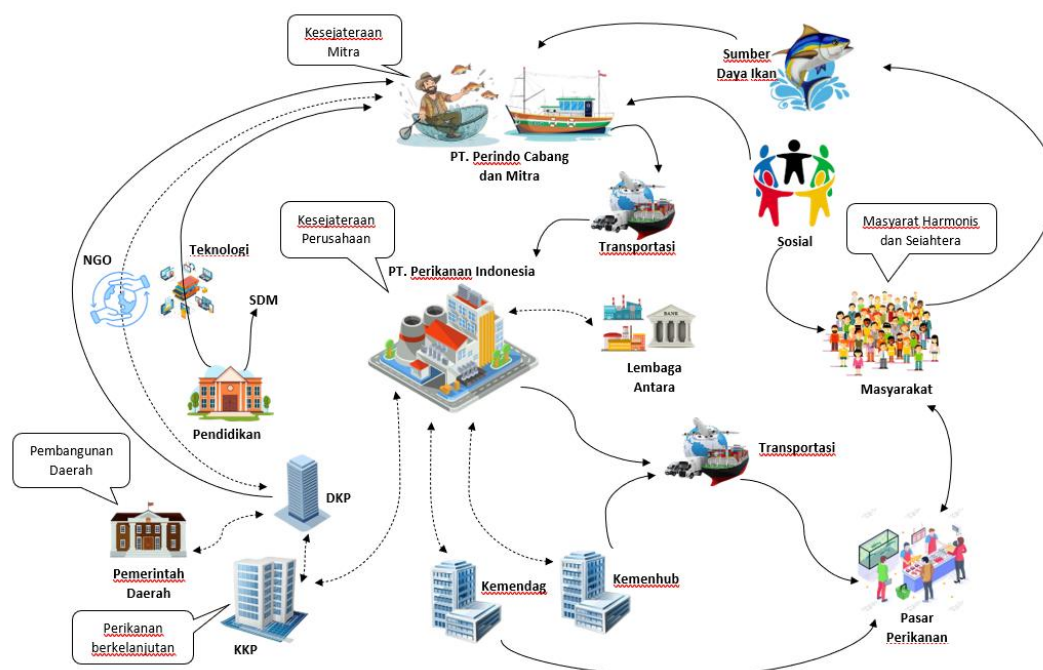 Kesejateraan
Mitra
Sumber
Daya Ikan
PT. Perindo Cabang
dan Mitra
Kesejateraan
Perusahaan
Transportasi
Sosial
Masyarat Harmonis
dan Sejahtera
NGO
Teknologi
PT. Perikanan Indonesia
SDM
BANK
Lembaga
Antara
Masyarakat
Pendidikan
Transportasi
Pembangunan
Daerah
DKP
Pemerintah
Daerah
Kemendag
Kemenhub
Perikanan
berkelanjutan
KKP
Pasar
Perikanan